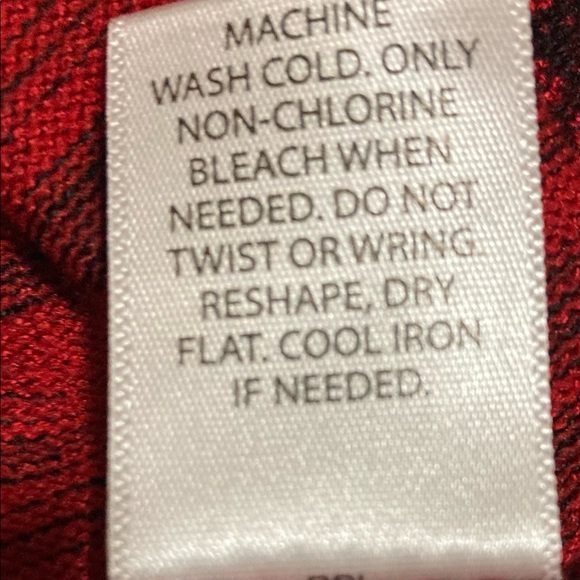 MACHINE
WASH COLD. ONLY
NON-CHLORINE
BLEACH WHEN
NEEDED. DO NOT
TWIST OR WRING.
RESHAPE, DRY
FLAT. COOL IRON
IF NEEDED.